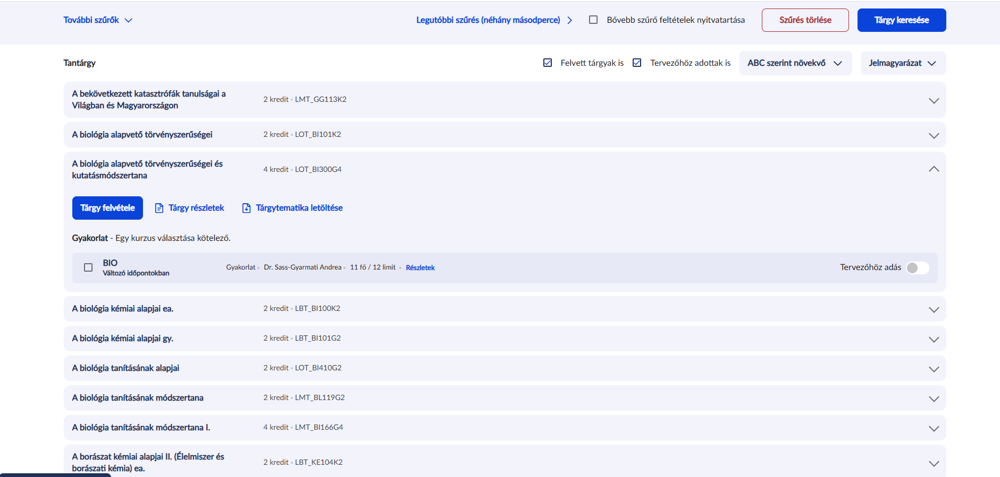 További szűrők
Legutóbbi szűrés (néhány másodperce)
Bővebb szűrő feltételek nyitvatartása
Szűrés törlése
Tárgy keresése
Tantárgy
Felvett tárgyak is
Tervezőhöz adottak is
ABC szerint növekvő
Jelmagyarázat
A bekövetkezett katasztrófák tanulságai a
Világban és Magyarországon
2 kredit • LMT_GG113K2
A biológia alapvető törvényszerűségei
2 kredit • LOT_BI101K2
A biológia alapvető törvényszerűségei és
kutatásmódszertana
4 kredit • LOT_BI300G4
Tárgy felvétele
Tárgy részletek
Tárgytematika letöltése
Gyakorlat - Egy kurzus választása kötelező.
BIO
Változó időpontokban
Gyakorlat • Dr. Sass-Gyarmati Andrea • 11 fő / 12 limit • Részletek
Tervezőhöz adás
A biológia kémiai alapjai ea.
2 kredit • LBT_BI100K2
A biológia kémiai alapjai gy.
2 kredit • LBT_BI101G2
A biológia tanításának alapjai
2 kredit • LOT_BI410G2
A biológia tanításának módszertana
2 kredit • LMT_BL119G2
A biológia tanításának módszertana I.
4 kredit • LMT_BI166G4
A borászat kémiai alapjai II. (Élelmiszer és
borászati kémia) ea.
2 kredit • LBT_KE104K2